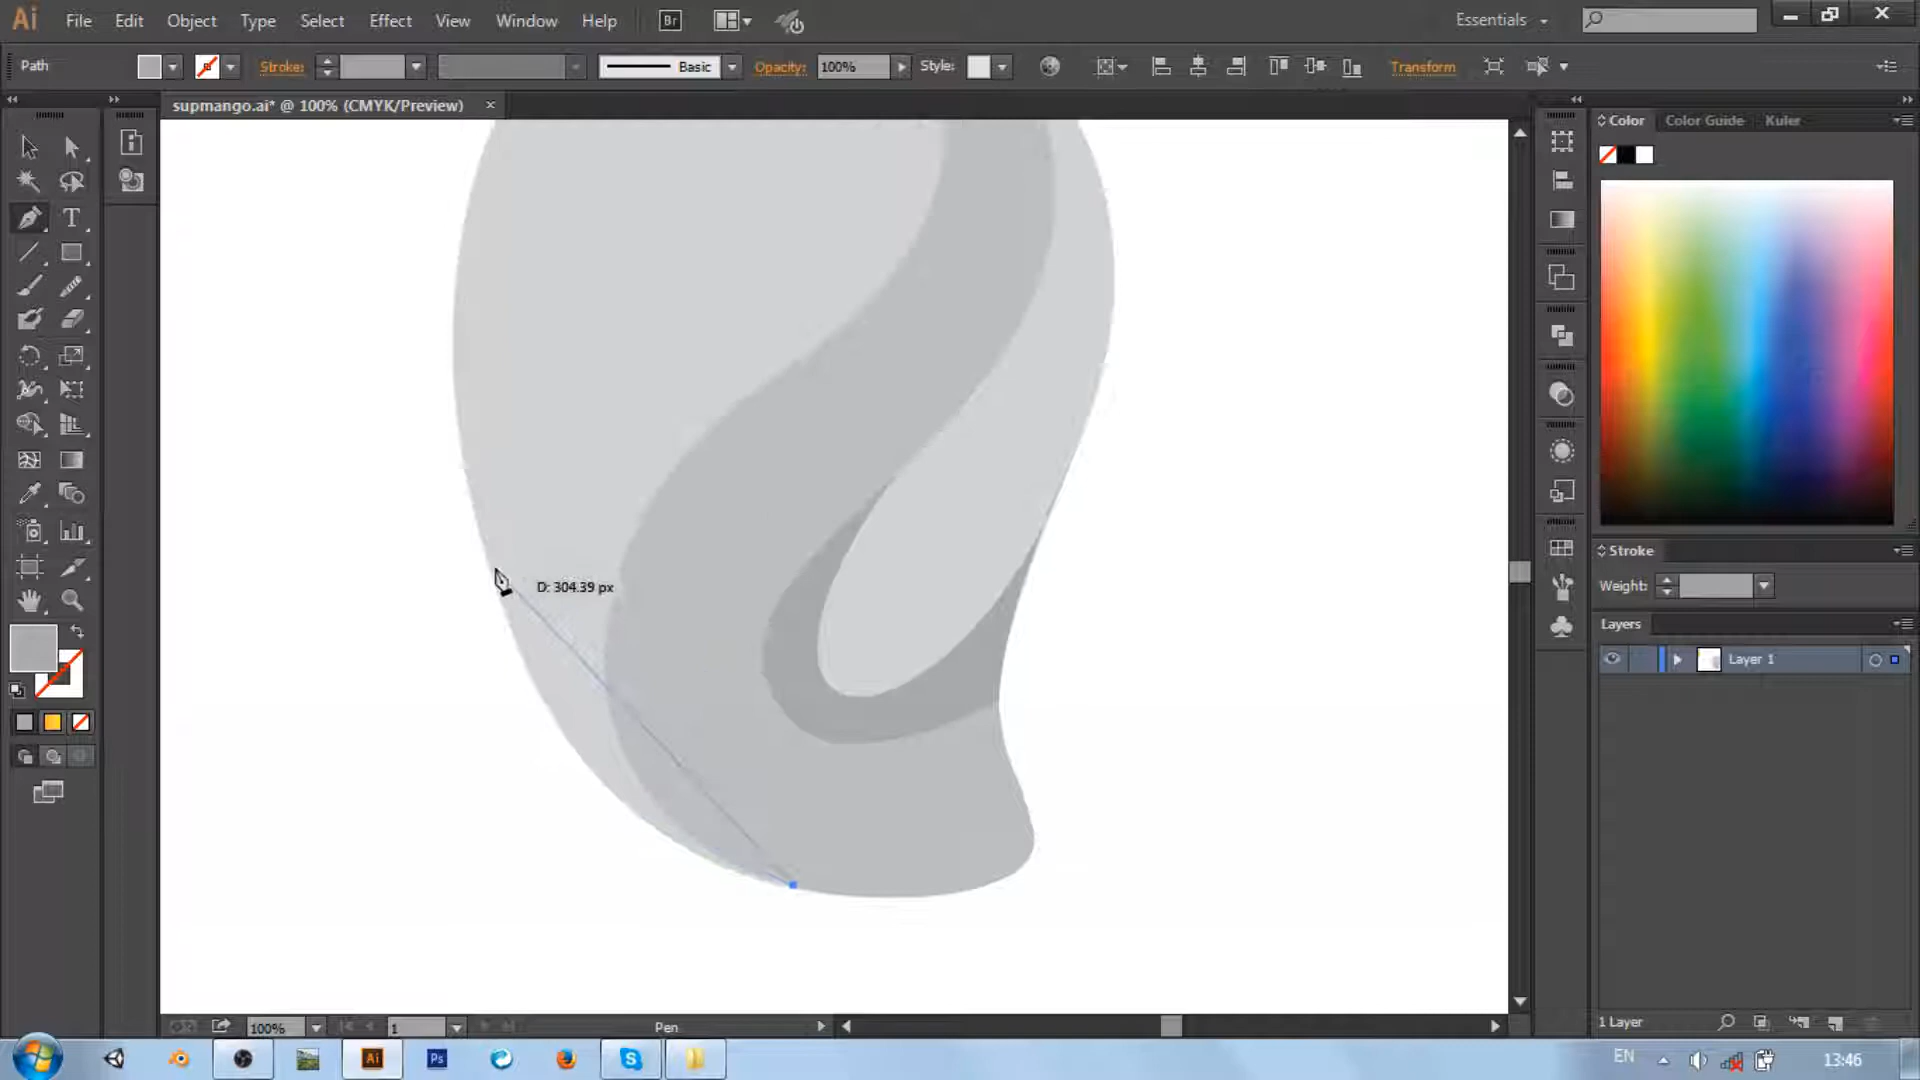 Ai File Edit Object Type Select Effect View Window Help Br Essentials
Path Stroke: Basic Opacity: 100% Style: Transform
supmango.ai* @ 100% (CMYK/Preview)
Color Color Guide Kuler
T
D: 304.39 px
Stroke
Weight:
Layers
Layer 1
100% 1 Pen
1 Layer
Ai Ps S EN 13:46